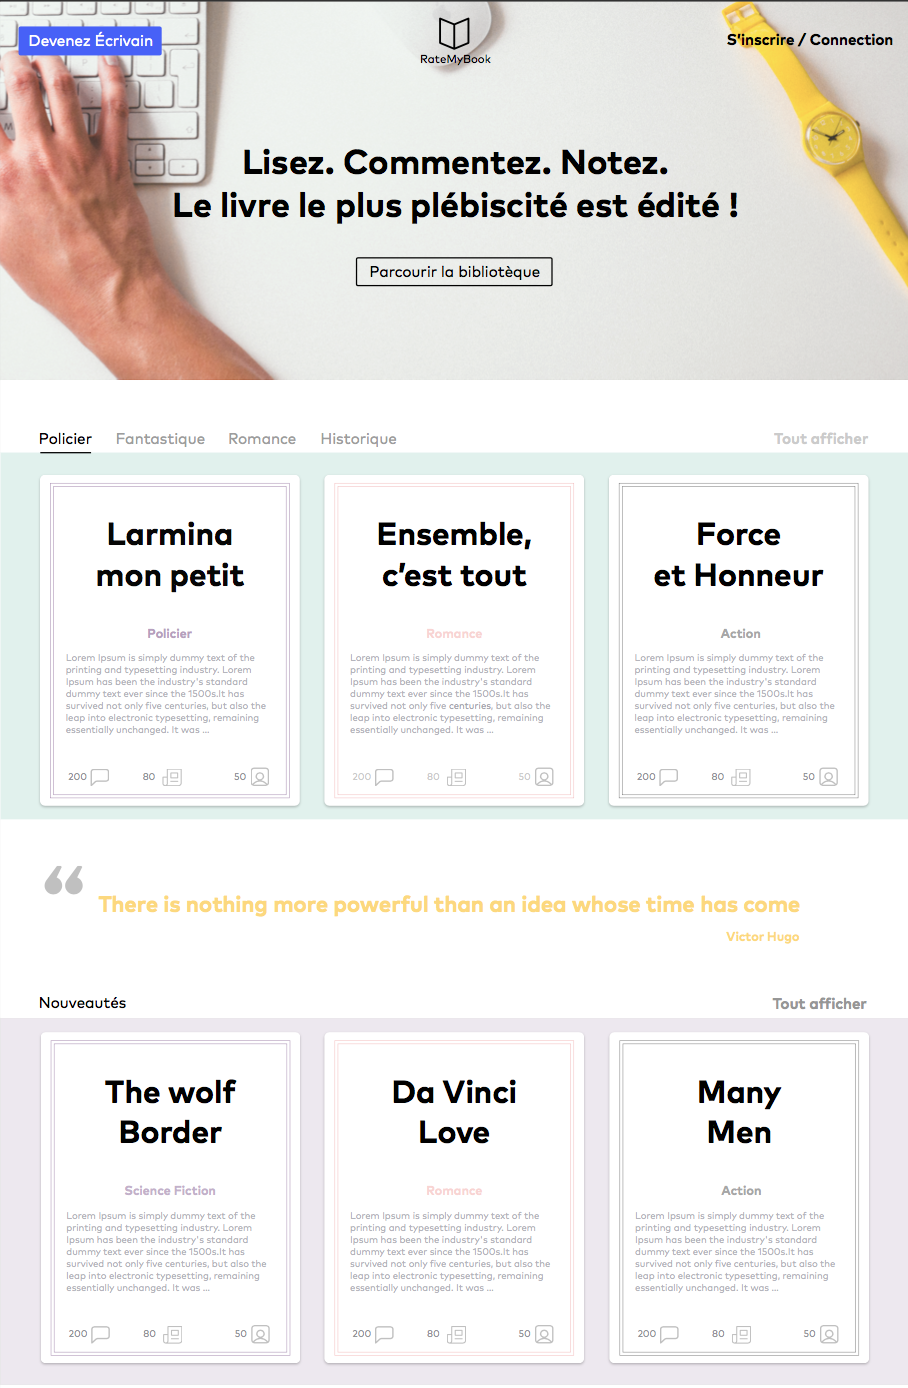 Devenez Écrivain
RateMyBook
S'inscrire / Connection
Lisez. Commentez. Notez.
Le livre le plus plébiscité est édité !
Parcourir la bibliotèque
Policier
Fantastique
Romance
Historique
Tout afficher
Larmina
mon petit
Policier
Lorem Ipsum is simply dummy text of the
printing and typesetting industry. Lorem
Ipsum has been the industry's standard
dummy text ever since the 1500s.It has
survived not only five centuries, but also the
leap into electronic typesetting, remaining
essentially unchanged. It was ...
200
80
50
Ensemble,
c'est tout
Romance
Lorem Ipsum is simply dummy text of the
printing and typesetting industry. Lorem
Ipsum has been the industry's standard
dummy text ever since the 1500s.It has
survived not only five centuries, but also the
leap into electronic typesetting, remaining
essentially unchanged. It was ...
200
80
50
Force
et Honneur
Action
Lorem Ipsum is simply dummy text of the
printing and typesetting industry. Lorem
Ipsum has been the industry's standard
dummy text ever since the 1500s.It has
survived not only five centuries, but also the
leap into electronic typesetting, remaining
essentially unchanged. It was ...
200
80
50
“
There is nothing more powerful than an idea whose time has come
Victor Hugo
Nouveautés
Tout afficher
The wolf
Border
Science Fiction
Lorem Ipsum is simply dummy text of the
printing and typesetting industry. Lorem
Ipsum has been the industry's standard
dummy text ever since the 1500s.It has
survived not only five centuries, but also the
leap into electronic typesetting, remaining
essentially unchanged. It was ...
200
80
50
Da Vinci
Love
Romance
Lorem Ipsum is simply dummy text of the
printing and typesetting industry. Lorem
Ipsum has been the industry's standard
dummy text ever since the 1500s.It has
survived not only five centuries, but also the
leap into electronic typesetting, remaining
essentially unchanged. It was ...
200
80
50
Many
Men
Action
Lorem Ipsum is simply dummy text of the
printing and typesetting industry. Lorem
Ipsum has been the industry's standard
dummy text ever since the 1500s.It has
survived not only five centuries, but also the
leap into electronic typesetting, remaining
essentially unchanged. It was ...
200
80
50